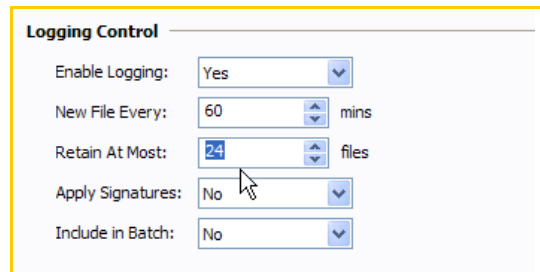 Logging Control
Enable Logging: Yes
New File Every: 60 mins
Retain At Most: 24 files
Apply Signatures: No
Include in Batch: No